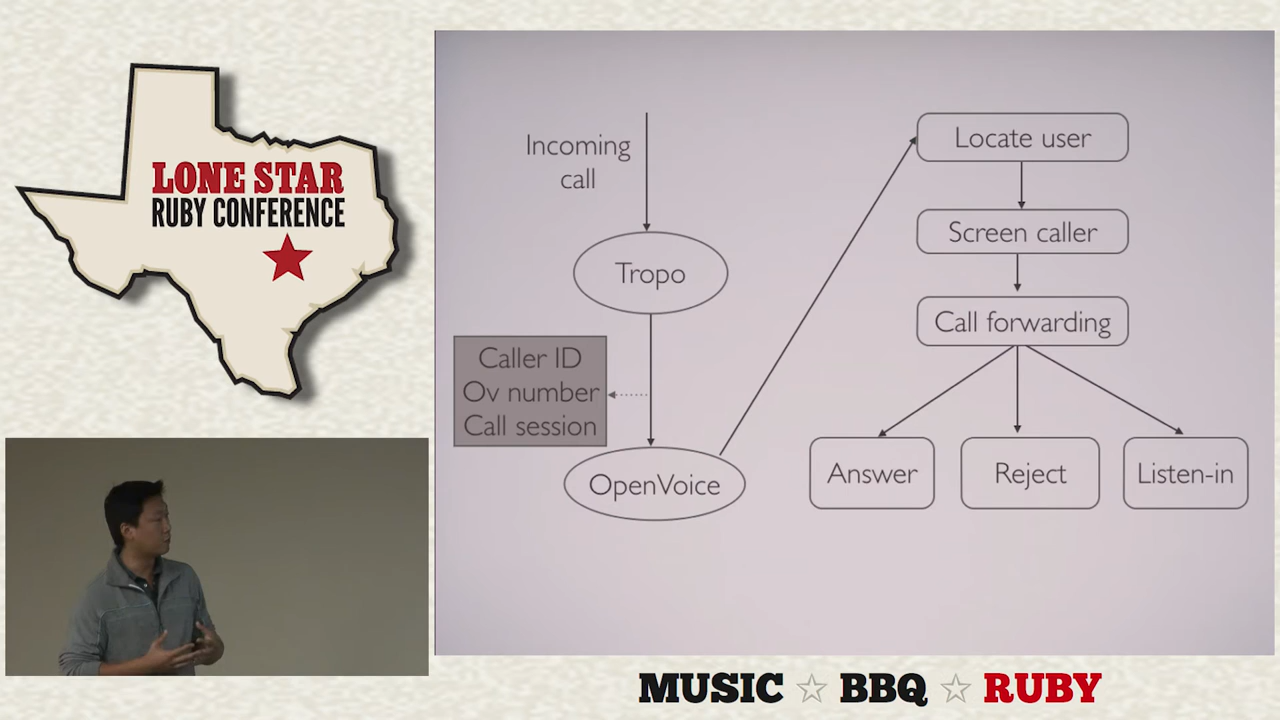 LONE STAR
RUBY CONFERENCE
Incoming
call
Tropo
Caller ID
Ov number
Call session
OpenVoice
Locate user
Screen caller
Call forwarding
Answer
Reject
Listen-in
MUSIC ☆ BBQ ☆ RUBY